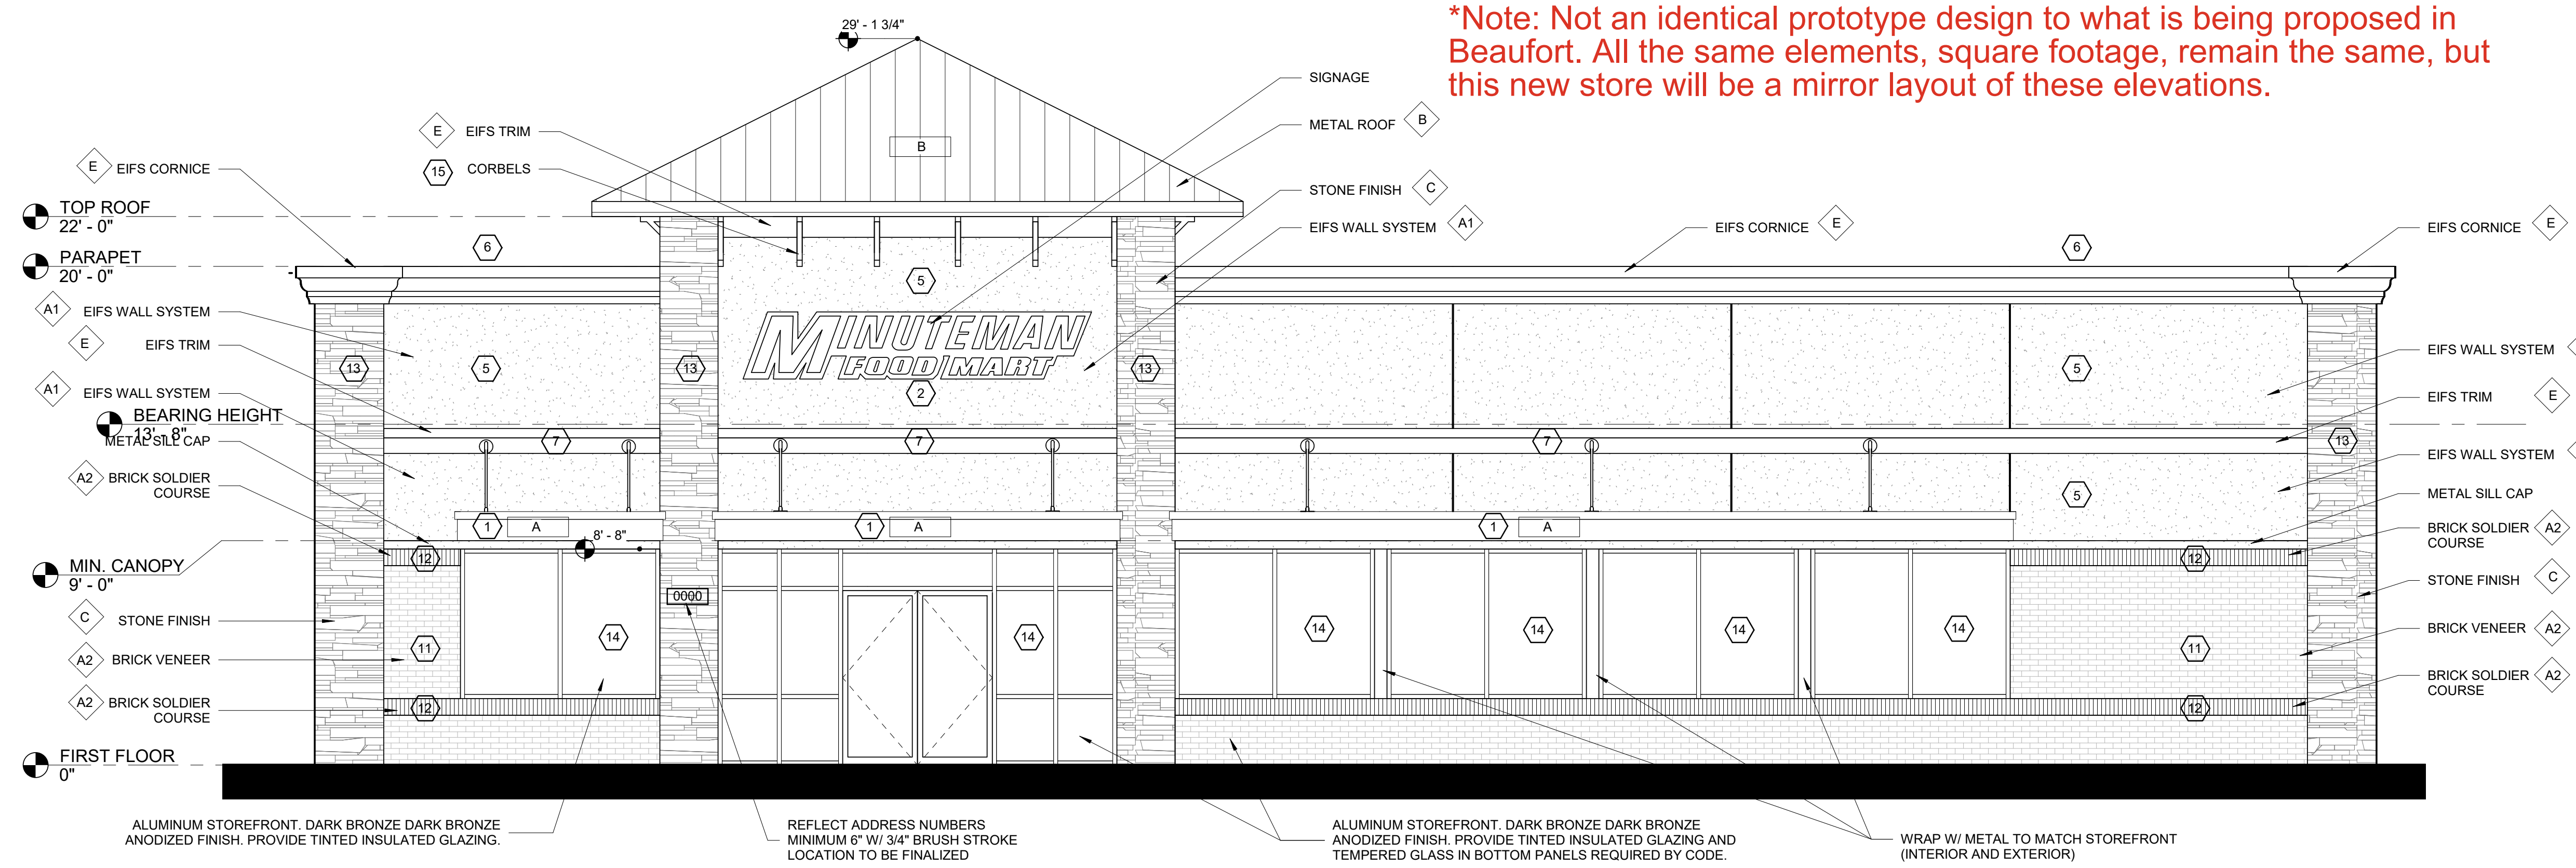 *Note: Not an identical prototype design to what is being proposed in
Beaufort. All the same elements, square footage, remain the same, but
this new store will be a mirror layout of these elevations.
29' - 1 3/4"
SIGNAGE
METAL ROOF B
E EIFS TRIM
15 CORBELS
B
E EIFS CORNICE
STONE FINISH C
EIFS WALL SYSTEM A1
EIFS CORNICE E
EIFS CORNICE E
TOP ROOF
22' - 0"
6
6
PARAPET
20' - 0"
5
A1 EIFS WALL SYSTEM
E EIFS TRIM
MINUTEMAN
FOOD MART
13
5
13
13
5
2
EIFS WALL SYSTEM
EIFS TRIM E
A1 EIFS WALL SYSTEM
BEARING HEIGHT
13' - 8"
METAL SILL CAP
7
7
7
13
EIFS WALL SYSTEM
5
A2 BRICK SOLDIER
COURSE
METAL SILL CAP
1 A
1 A
1 A
8' - 8"
BRICK SOLDIER A2
COURSE
12
12
MIN. CANOPY
9' - 0"
STONE FINISH C
0000
C STONE FINISH
14
14
14
14
14
14
BRICK VENEER A2
11
11
A2 BRICK VENEER
BRICK SOLDIER A2
COURSE
A2 BRICK SOLDIER
COURSE
12
12
FIRST FLOOR
0"
ALUMINUM STOREFRONT. DARK BRONZE DARK BRONZE
ANODIZED FINISH. PROVIDE TINTED INSULATED GLAZING.
REFLECT ADDRESS NUMBERS
MINIMUM 6" W/ 3/4" BRUSH STROKE
LOCATION TO BE FINALIZED
ALUMINUM STOREFRONT. DARK BRONZE DARK BRONZE
ANODIZED FINISH. PROVIDE TINTED INSULATED GLAZING AND
TEMPERED GLASS IN BOTTOM PANELS REQUIRED BY CODE.
WRAP W/ METAL TO MATCH STOREFRONT
(INTERIOR AND EXTERIOR)